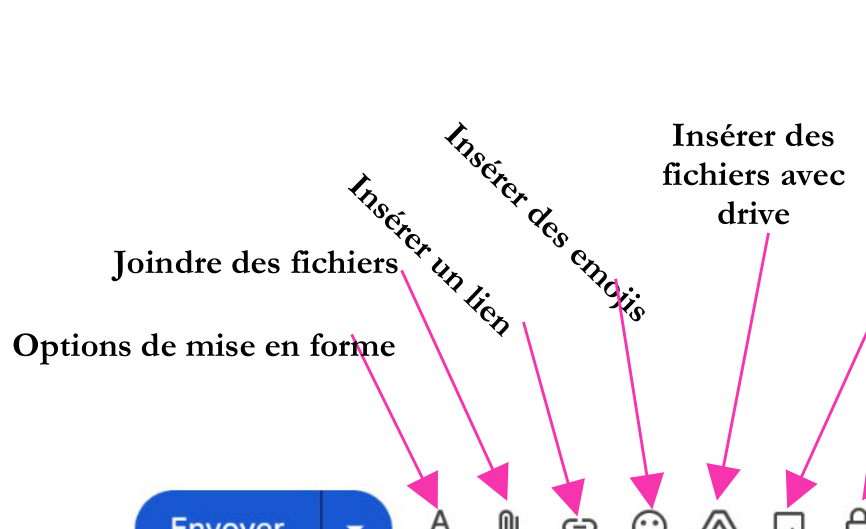 Insérer des
fichiers avec
drive
Insérer des emojis
Insérer un lien
Joindre des fichiers
Options de mise en forme
Envoyer